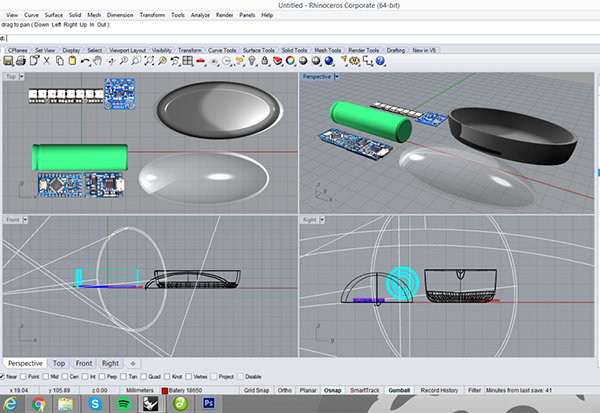 Untitled - Rhinoceros Corporate (64-bit)
View Curve Surface Solid Mesh Dimension Transform Tools Analyze Render Panels Help
drag to pan ( Down Left Right Up In Out ):
d:
CPlanes Set View Display Select Viewport Layout Visibility Transform Curve Tools Surface Tools Solid Tools Mesh Tools Render Tools Drafting New in V5
Top
Perspective
Front
Right
Perspective Top Front Right
Near Point Mid Cen Int Perp Tan Quad Knot Vertex Project Disable
x 19.04 y 105.89 z 0.00 Millimeters Batery 18650 Grid Snap Ortho Planar Osnap SmartTrack Gumball Record History Filter Minutes from last save: 41
Ps